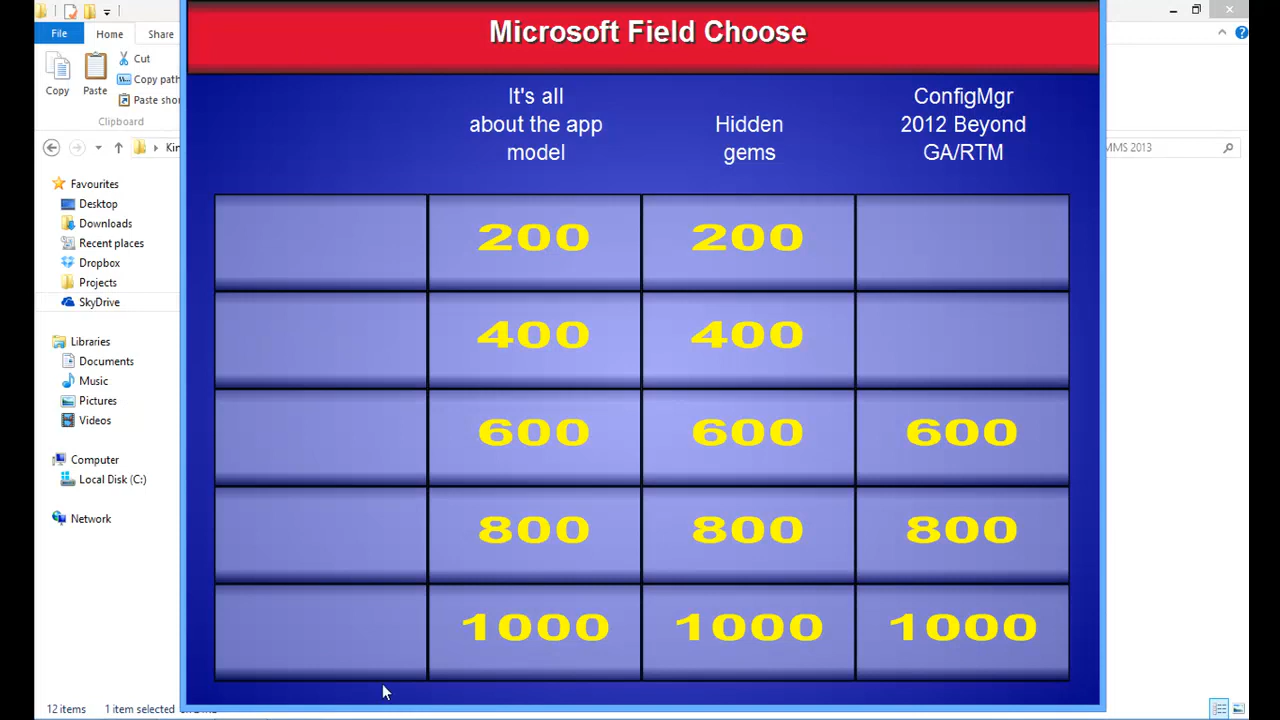 File
Home
Share
Copy
Paste
Cut
Copy path
Paste shor
Clipboard
Kin
MMS 2013
Favourites
Desktop
Downloads
Recent places
Dropbox
Projects
SkyDrive
Libraries
Documents
Music
Pictures
Videos
Computer
Local Disk (C:)
Network
12 items
1 item selected
Microsoft Field Choose
It's all
about the app
model
Hidden
gems
ConfigMgr
2012 Beyond
GA/RTM
200 200
400 400
600 600 600
800 800 800
1000 1000 1000